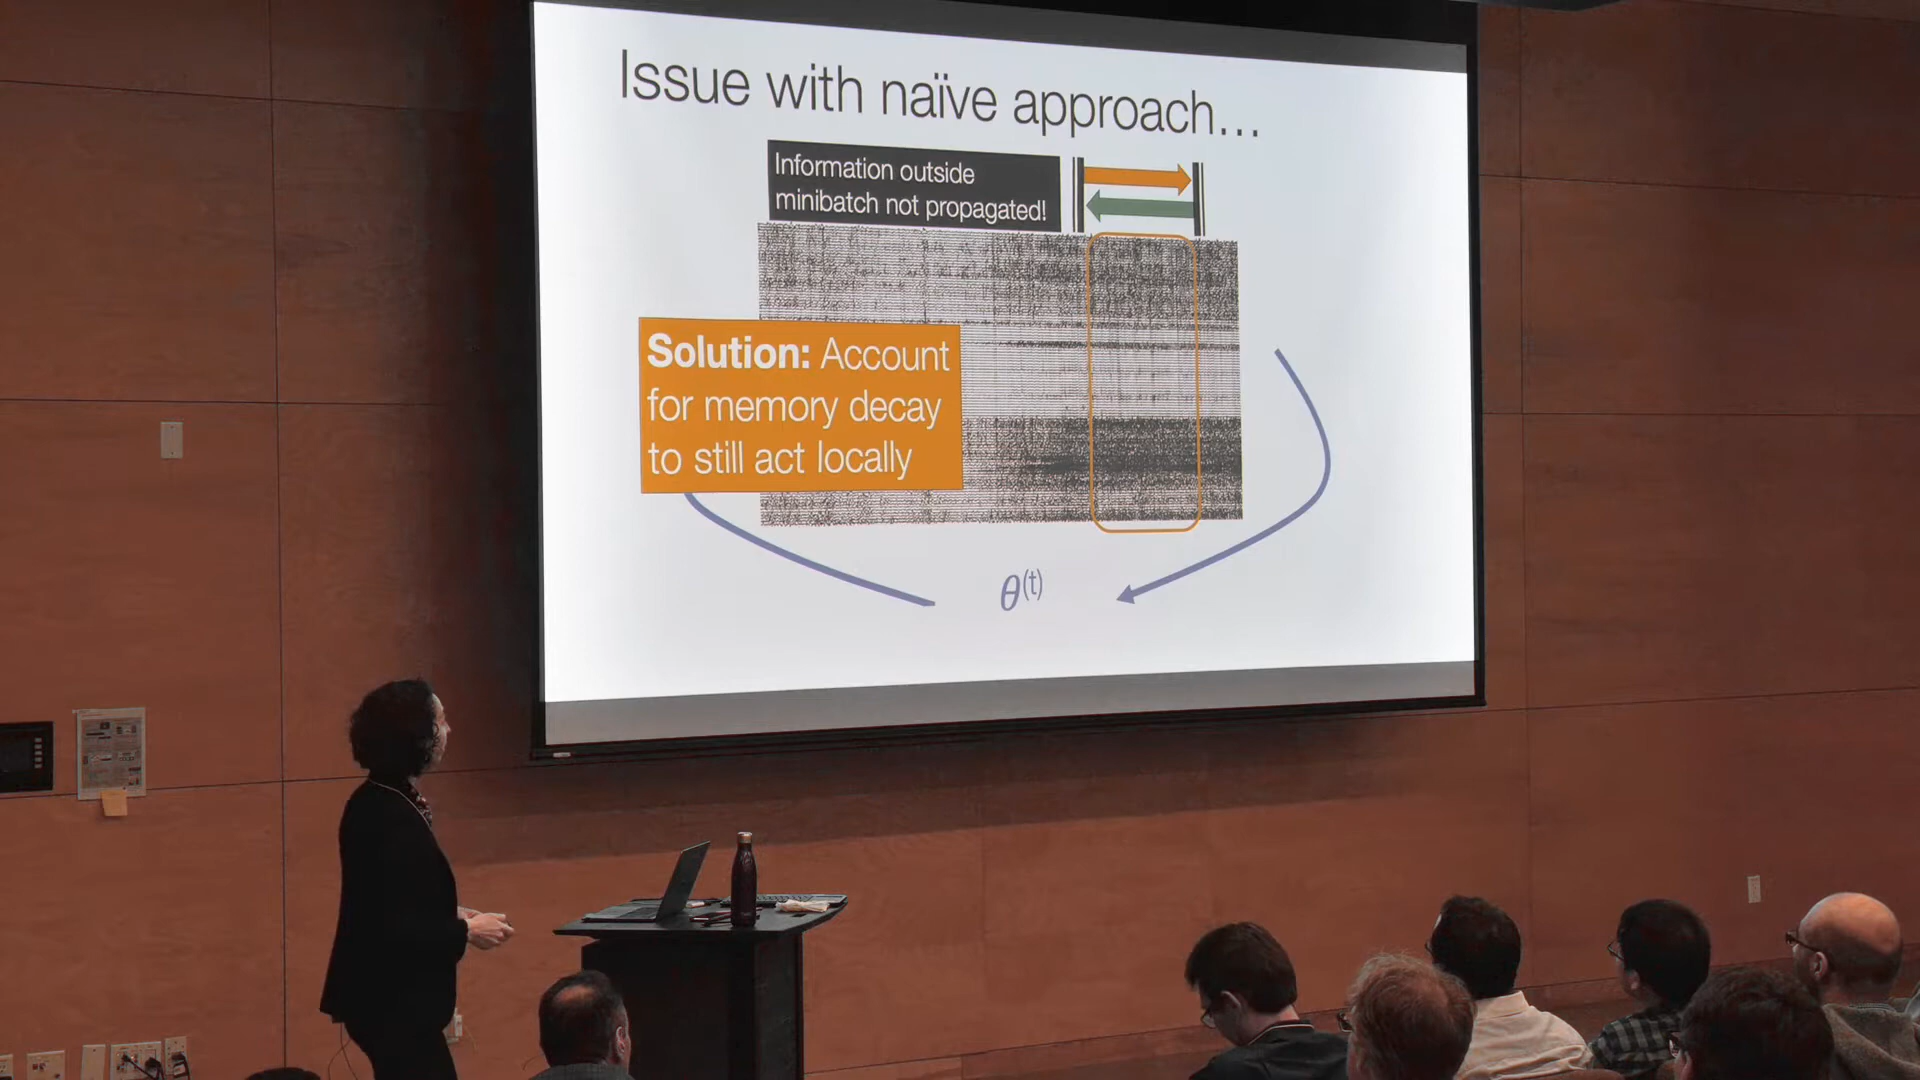 Issue with naïve approach...
Information outside
minibatch not propagated!
Solution: Account
for memory decay
to still act locally
θ(t)